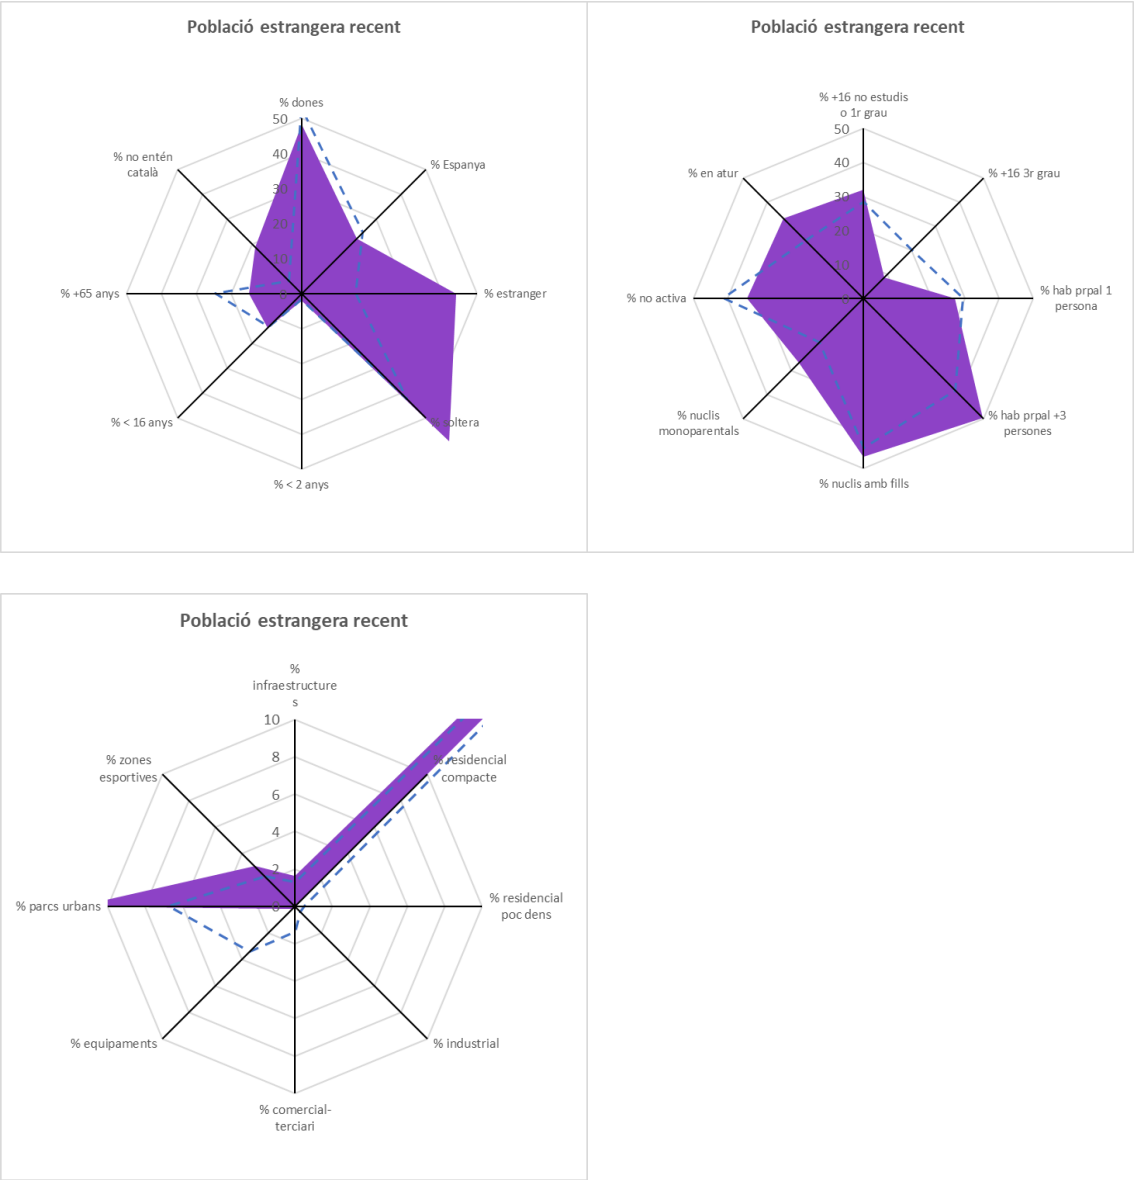 Població estrangera recent
% dones
50
40
30
20
10
0
% Espanya
% estranger
% soltera
% < 2 anys
% < 16 anys
% +65 anys
% no entén
català
Població estrangera recent
% +16 no estudis
o 1r grau
50
40
30
20
10
0
% +16 3r grau
% hab prpal 1
persona
% hab prpal +3
persones
% nuclis amb fills
% nuclis
monoparentals
% no activa
% en atur
Població estrangera recent
%
infraestructure
s
10
8
6
4
2
0
% residencial
compacte
% residencial
poc dens
% industrial
% comercial-
terciari
% equipaments
% parcs urbans
% zones
esportives